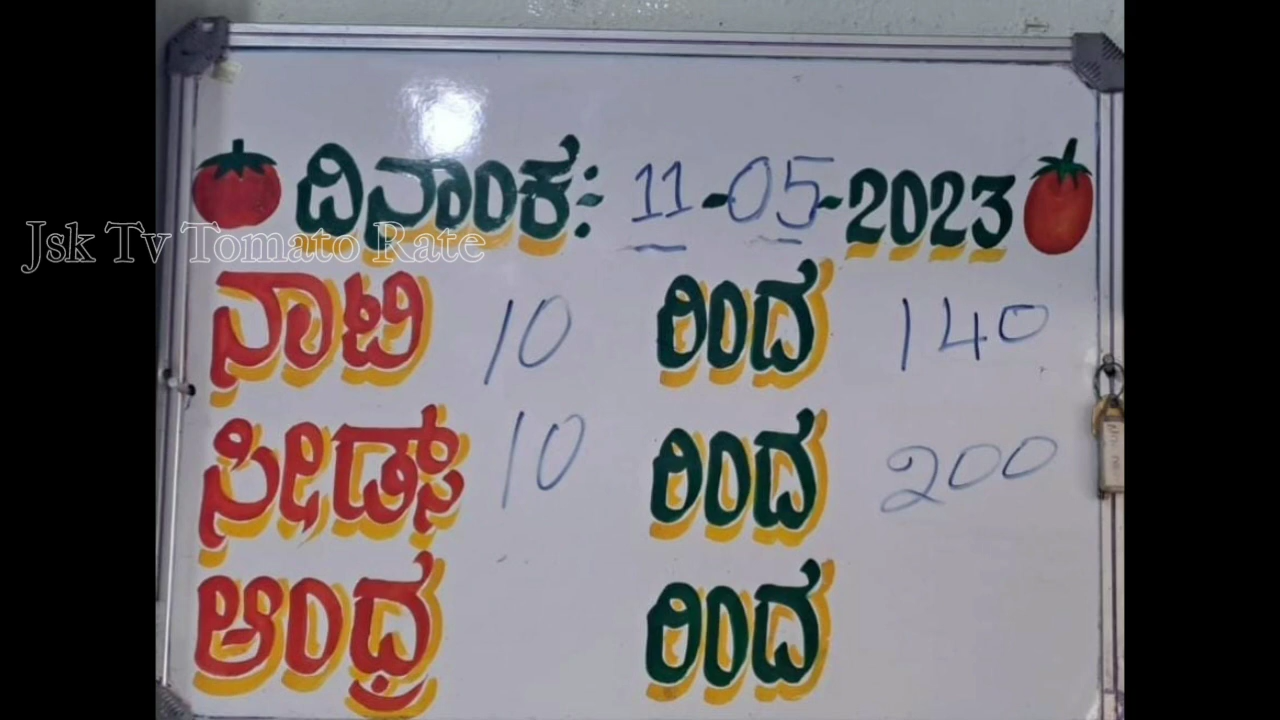 ದಿನಾಂಕ:- 11-05-2023
Jsk Tv Tomato Rate
ನಾಟಿ 10 ರಿಂದ 140
ಸೀಡ್ಸ್ 10 ರಿಂದ 200
ಆಂಧ್ರ ರಿಂದ